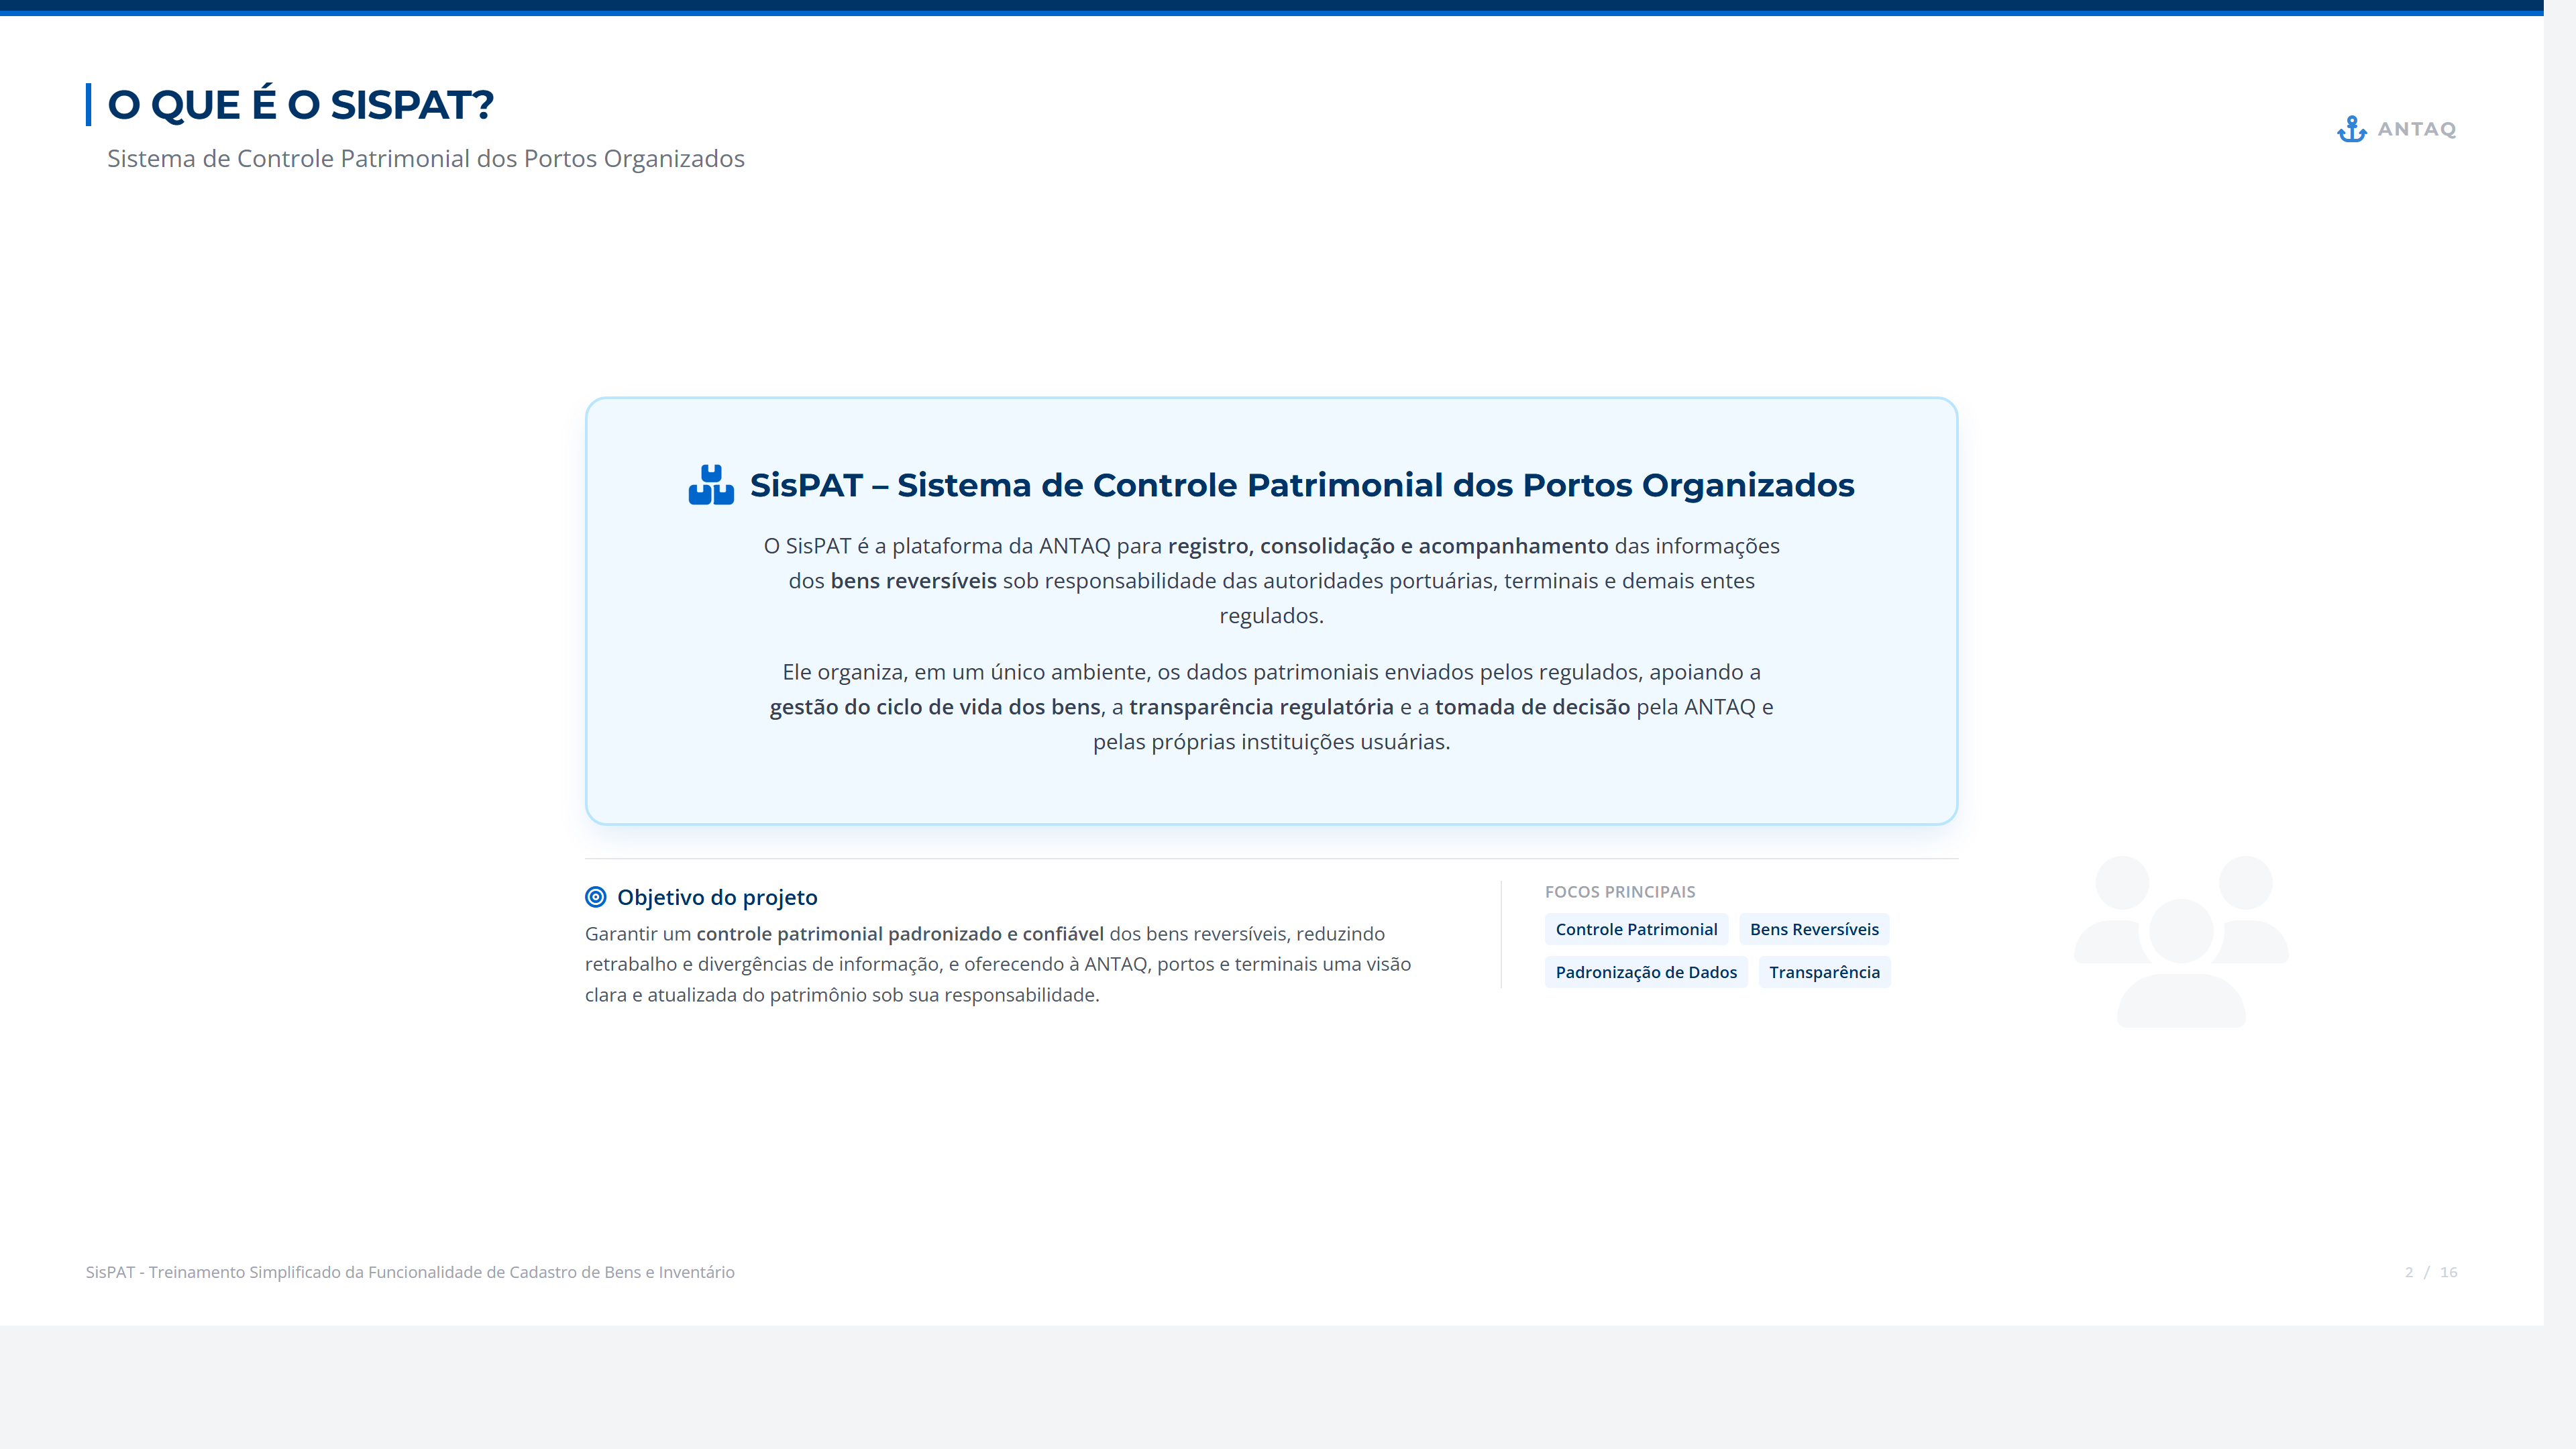 O QUE É O SISPAT?
Sistema de Controle Patrimonial dos Portos Organizados
ANTAQ
SisPAT – Sistema de Controle Patrimonial dos Portos Organizados
O SisPAT é a plataforma da ANTAQ para registro, consolidação e acompanhamento das informações
dos bens reversíveis sob responsabilidade das autoridades portuárias, terminais e demais entes
regulados.
Ele organiza, em um único ambiente, os dados patrimoniais enviados pelos regulados, apoiando a
gestão do ciclo de vida dos bens, a transparência regulatória e a tomada de decisão pela ANTAQ e
pelas próprias instituições usuárias.
Objetivo do projeto
Garantir um controle patrimonial padronizado e confiável dos bens reversíveis, reduzindo
retrabalho e divergências de informação, e oferecendo à ANTAQ, portos e terminais uma visão
clara e atualizada do patrimônio sob sua responsabilidade.
FOCOS PRINCIPAIS
Controle Patrimonial
Bens Reversíveis
Padronização de Dados
Transparência
SisPAT - Treinamento Simplificado da Funcionalidade de Cadastro de Bens e Inventário
2 / 16